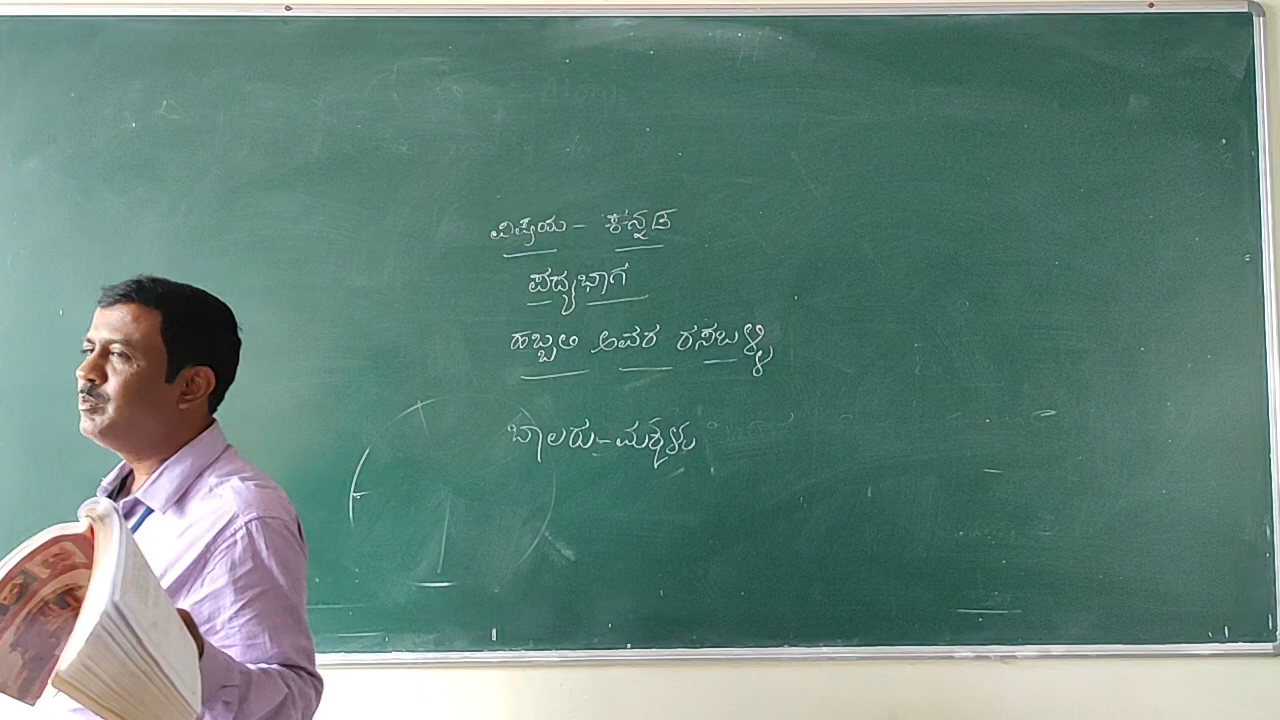 ವಿಷಯ - ಕನ್ನಡ
ಪದ್ಯಭಾಗ
ಹಬ್ಬಲಿ ಅವರ ರಸಬಳ್ಳಿ
ಬಾಲರು - ಮಕ್ಕಳು